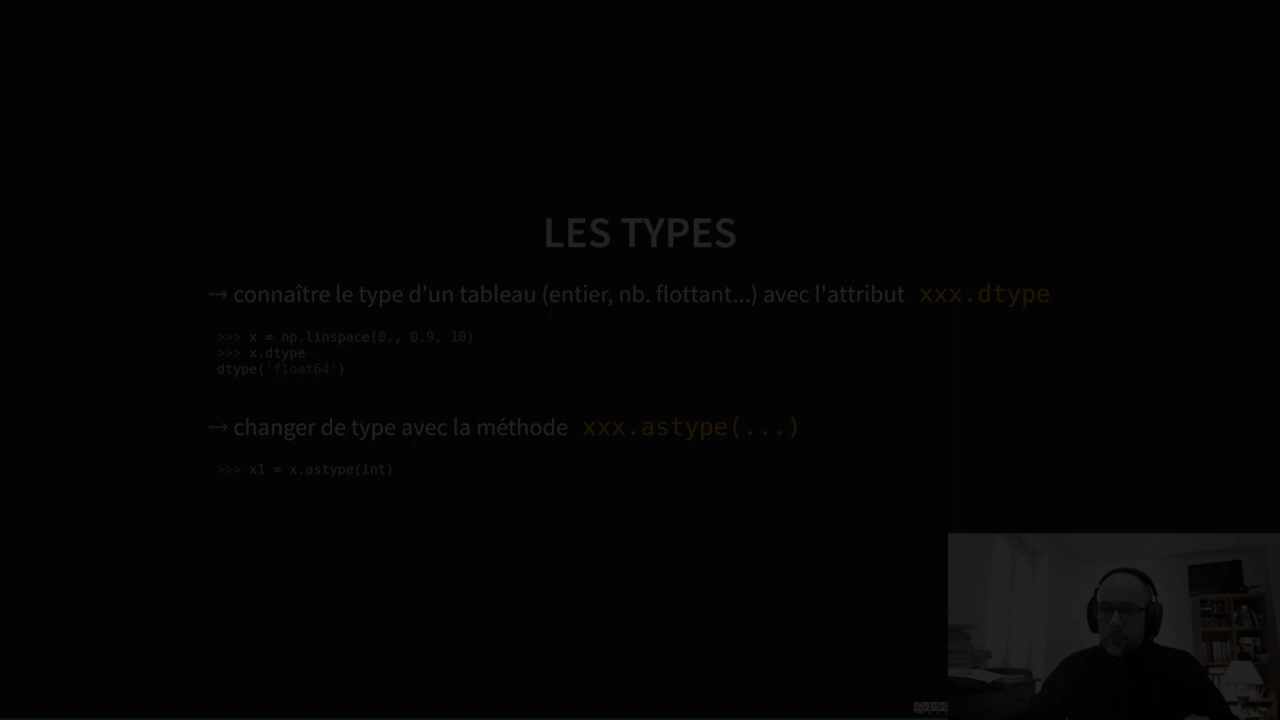 LES TYPES
⤑ connaître le type d'un tableau (entier, nb. flottant...) avec l'attribut xxx.dtype
>>> x = np.linspace(0., 0.9, 10)
>>> x.dtype
dtype('float64')
⤑ changer de type avec la méthode xxx.astype(...)
>>> x1 = x.astype(int)